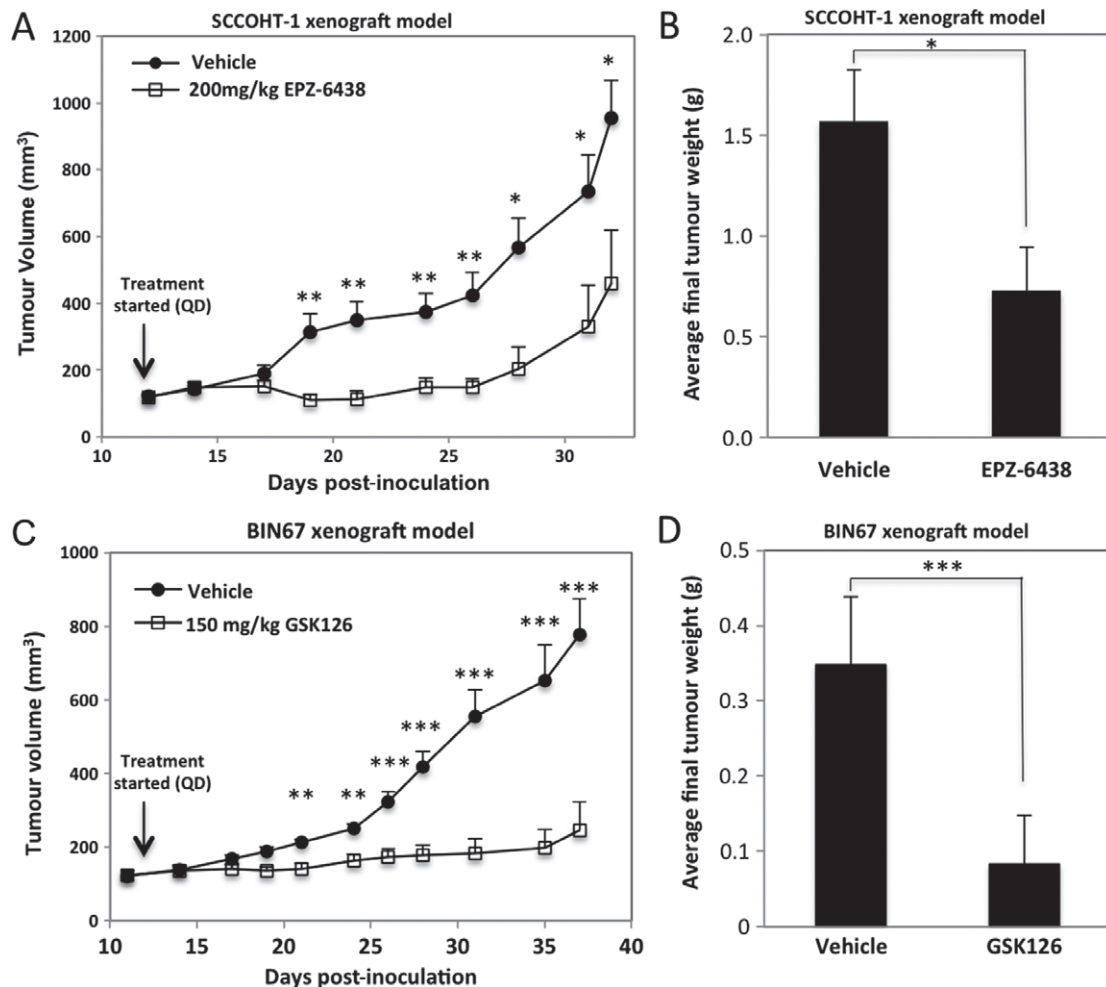 A
SCCOHT-1 xenograft model
1200
1000
800
600
400
200
0
Tumour Volume (mm³)
Vehicle
200mg/kg EPZ-6438
Treatment
started (QD)
**
**
**
**
*
*
*
10
15
20
25
30
Days post-inoculation
B
SCCOHT-1 xenograft model
2.0
1.5
1.0
0.5
0.0
Average final tumour weight (g)
*
Vehicle
EPZ-6438
C
BIN67 xenograft model
1000
800
600
400
200
0
Tumour volume (mm³)
Vehicle
150 mg/kg GSK126
Treatment
started (QD)
**
**
***
***
***
***
***
10
15
20
25
30
35
40
Days post-inoculation
D
BIN67 xenograft model
0.5
0.4
0.3
0.2
0.1
0
Average final tumour weight (g)
***
Vehicle
GSK126